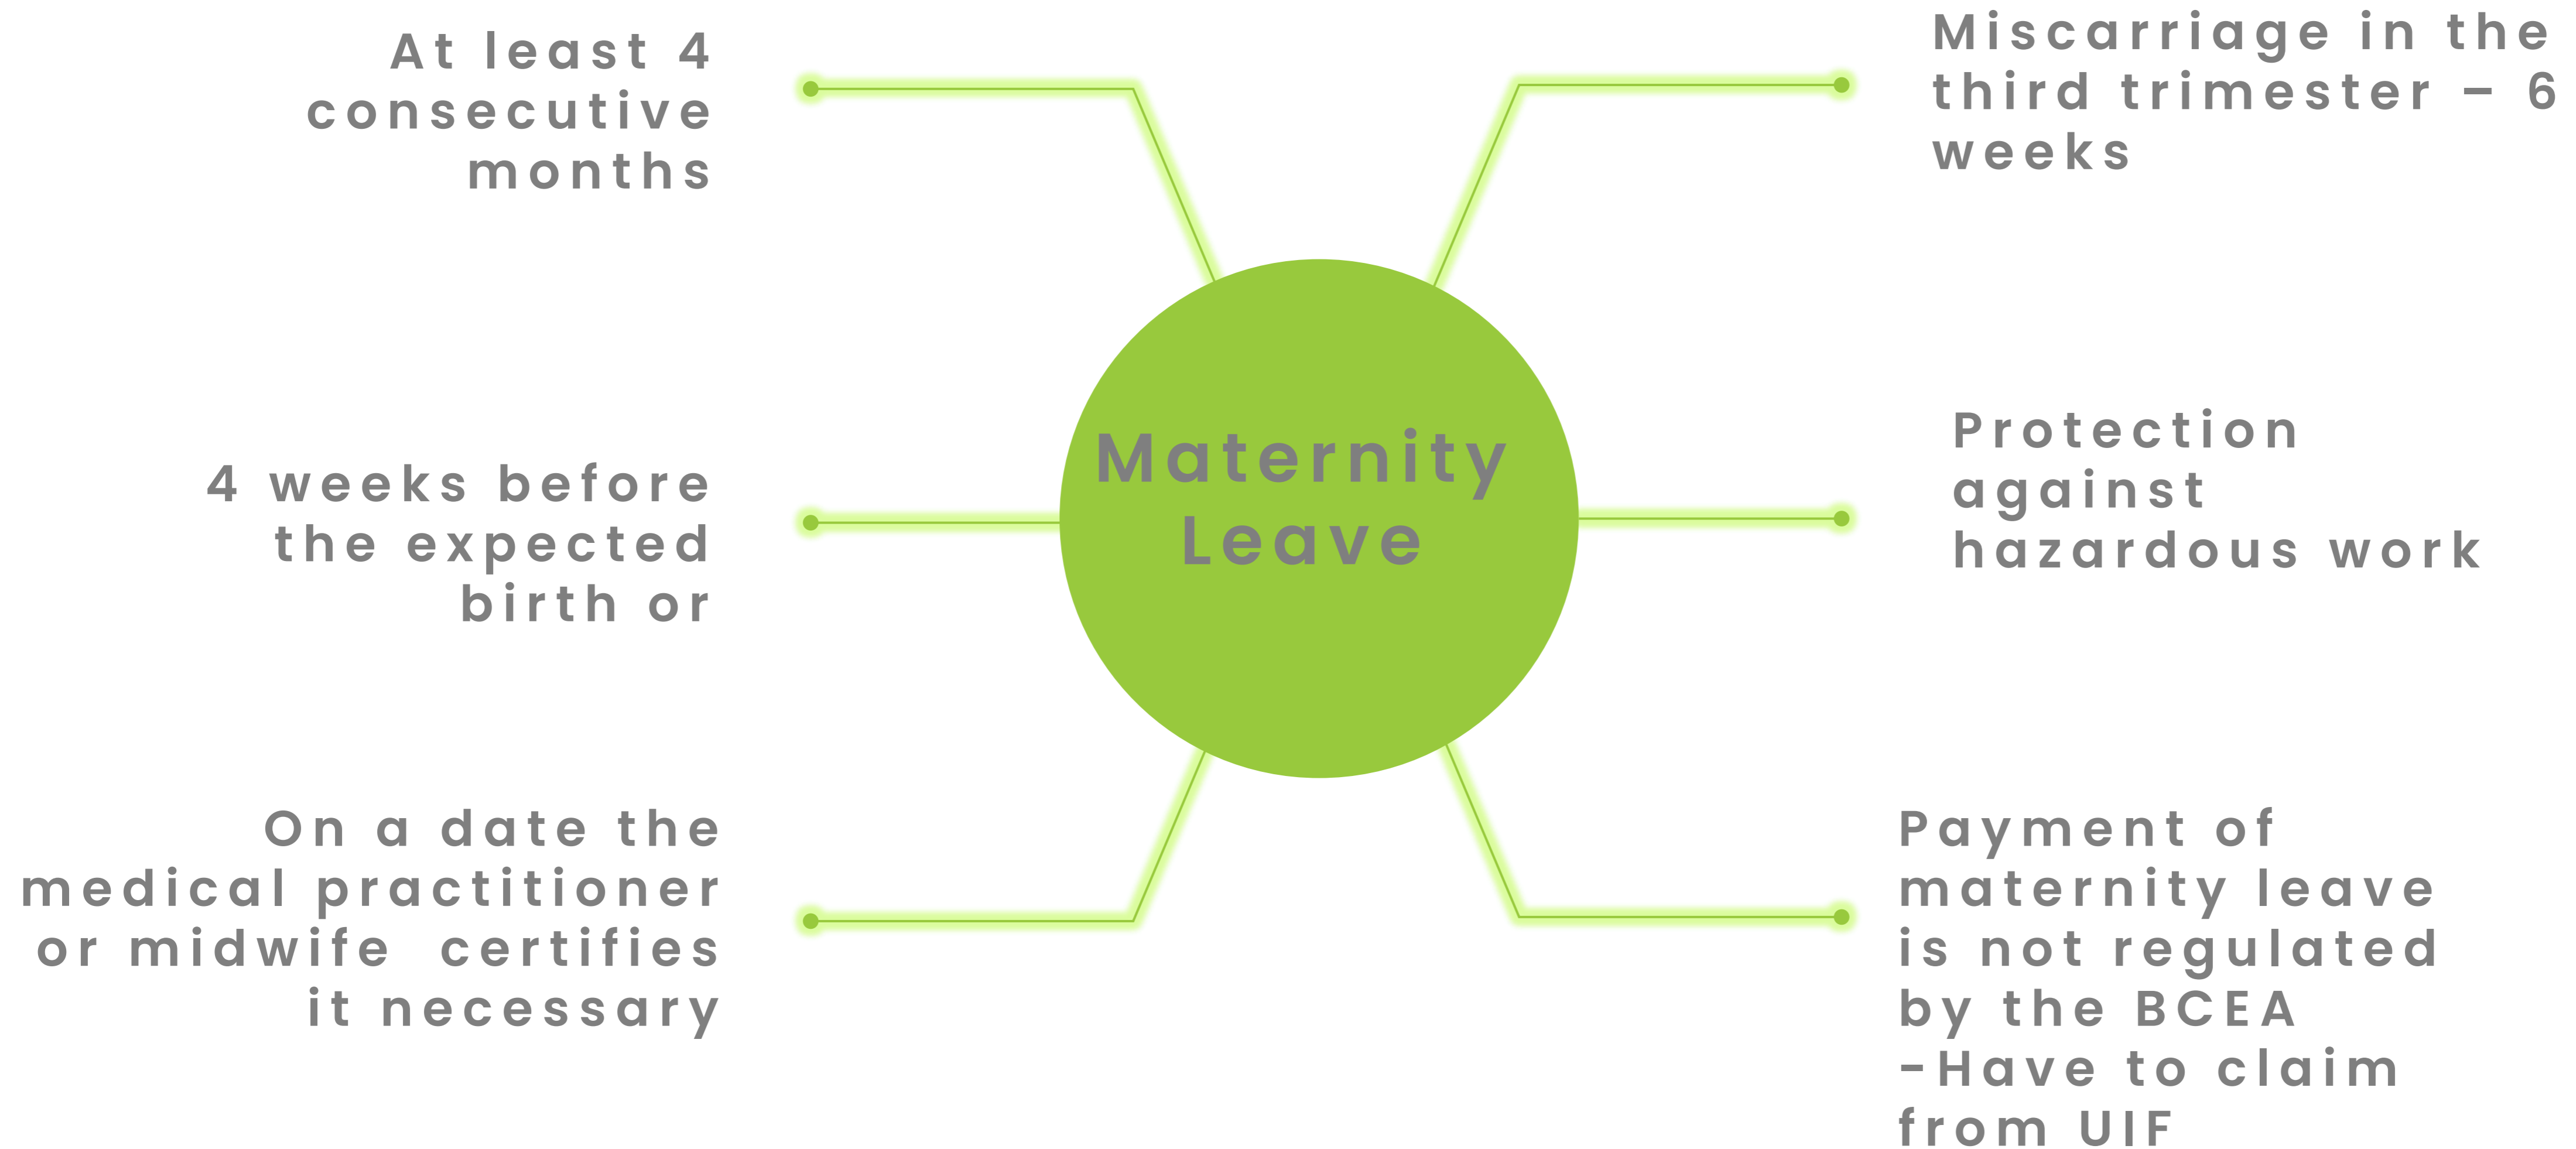 At least 4
consecutive
months
4 weeks before
the expected
birth or
On a date the
medical practitioner
or midwife  certifies
it necessary
Maternity
Leave
Miscarriage in the
third trimester – 6
weeks
Protection
against
hazardous work
Payment of
maternity leave
is not regulated
by the BCEA
-Have to claim
from UIF